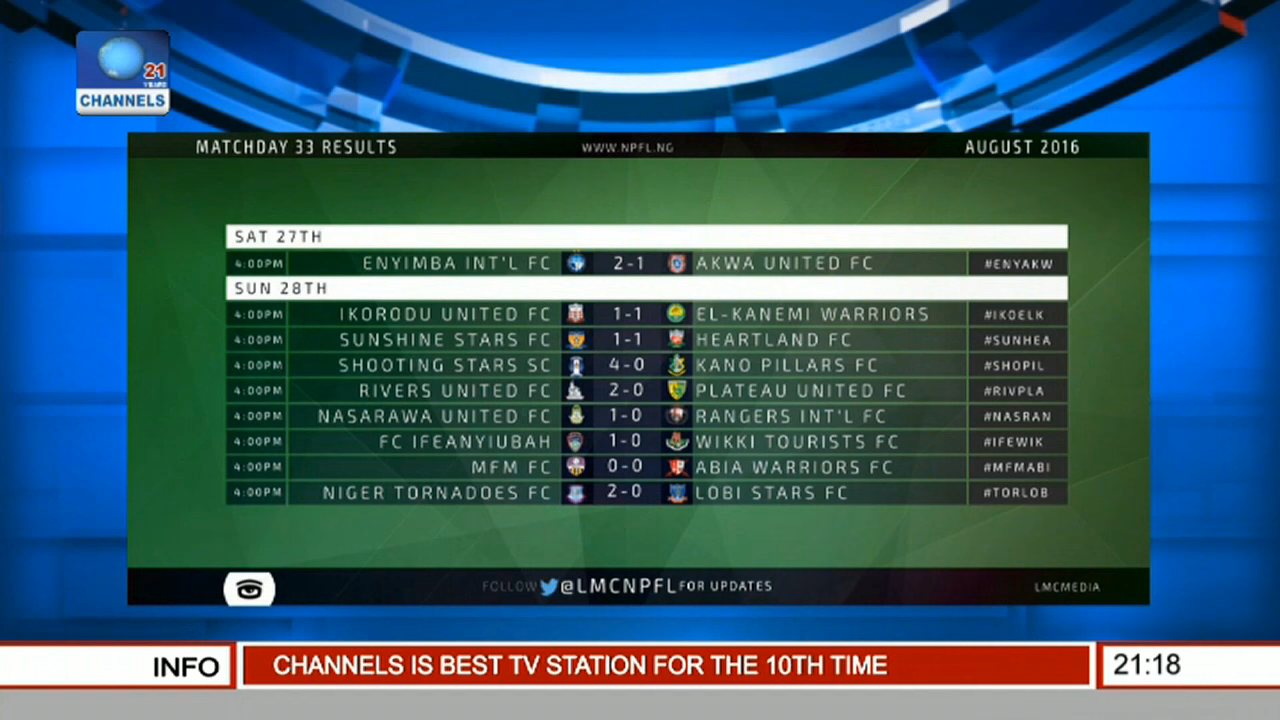 21
YEARS
CHANNELS
MATCHDAY 33 RESULTS WWW.NPFL.NG AUGUST 2016
SAT 27TH
4:00PM ENYIMBA INT'L FC 2-1 AKWA UNITED FC #ENYAKW
SUN 28TH
4:00PM IKORODU UNITED FC 1-1 EL-KANEMI WARRIORS #IKOELK
4:00PM SUNSHINE STARS FC 1-1 HEARTLAND FC #SUNHEA
4:00PM SHOOTING STARS SC 4-0 KANO PILLARS FC #SHOPIL
4:00PM RIVERS UNITED FC 2-0 PLATEAU UNITED FC #RIVPLA
4:00PM NASARAWA UNITED FC 1-0 RANGERS INT'L FC #NASRAN
4:00PM FC IFEANYIUBAH 1-0 WIKKI TOURISTS FC #IFEWIK
4:00PM MFM FC 0-0 ABIA WARRIORS FC #MFMABI
4:00PM NIGER TORNADOES FC 2-0 LOBI STARS FC #TORLOB
FOLLOW @LMCNPFL FOR UPDATES LMCMEDIA
INFO CHANNELS IS BEST TV STATION FOR THE 10TH TIME 21:18